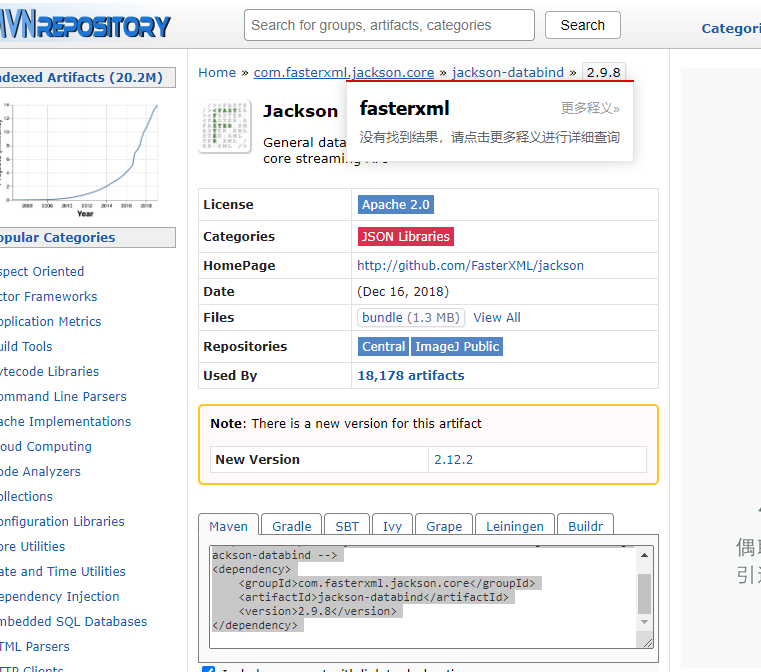 MVNREPOSITORY
Search for groups, artifacts, categories
Search
Categori
ndexed Artifacts (20.2M)
Year
opular Categories
spect Oriented
ctor Frameworks
pplication Metrics
uild Tools
ytecode Libraries
ommand Line Parsers
ache Implementations
loud Computing
ode Analyzers
ollections
onfiguration Libraries
ore Utilities
ate and Time Utilities
ependency Injection
mbedded SQL Databases
TML Parsers
TTP Clients
Home » com.fasterxml.jackson.core » jackson-databind » 2.9.8
Jackson
General data
core streaming
fasterxml
更多释义»
没有找到结果，请点击更多释义进行详细查询
License Apache 2.0
Categories JSON Libraries
HomePage http://github.com/FasterXML/jackson
Date (Dec 16, 2018)
Files bundle (1.3 MB) View All
Repositories Central ImageJ Public
Used By 18,178 artifacts
Note: There is a new version for this artifact
New Version 2.12.2
Maven Gradle SBT Ivy Grape Leiningen Buildr
ackson-databind -->
<dependency>
<groupId>com.fasterxml.jackson.core</groupId>
<artifactId>jackson-databind</artifactId>
<version>2.9.8</version>
</dependency>
偶
引